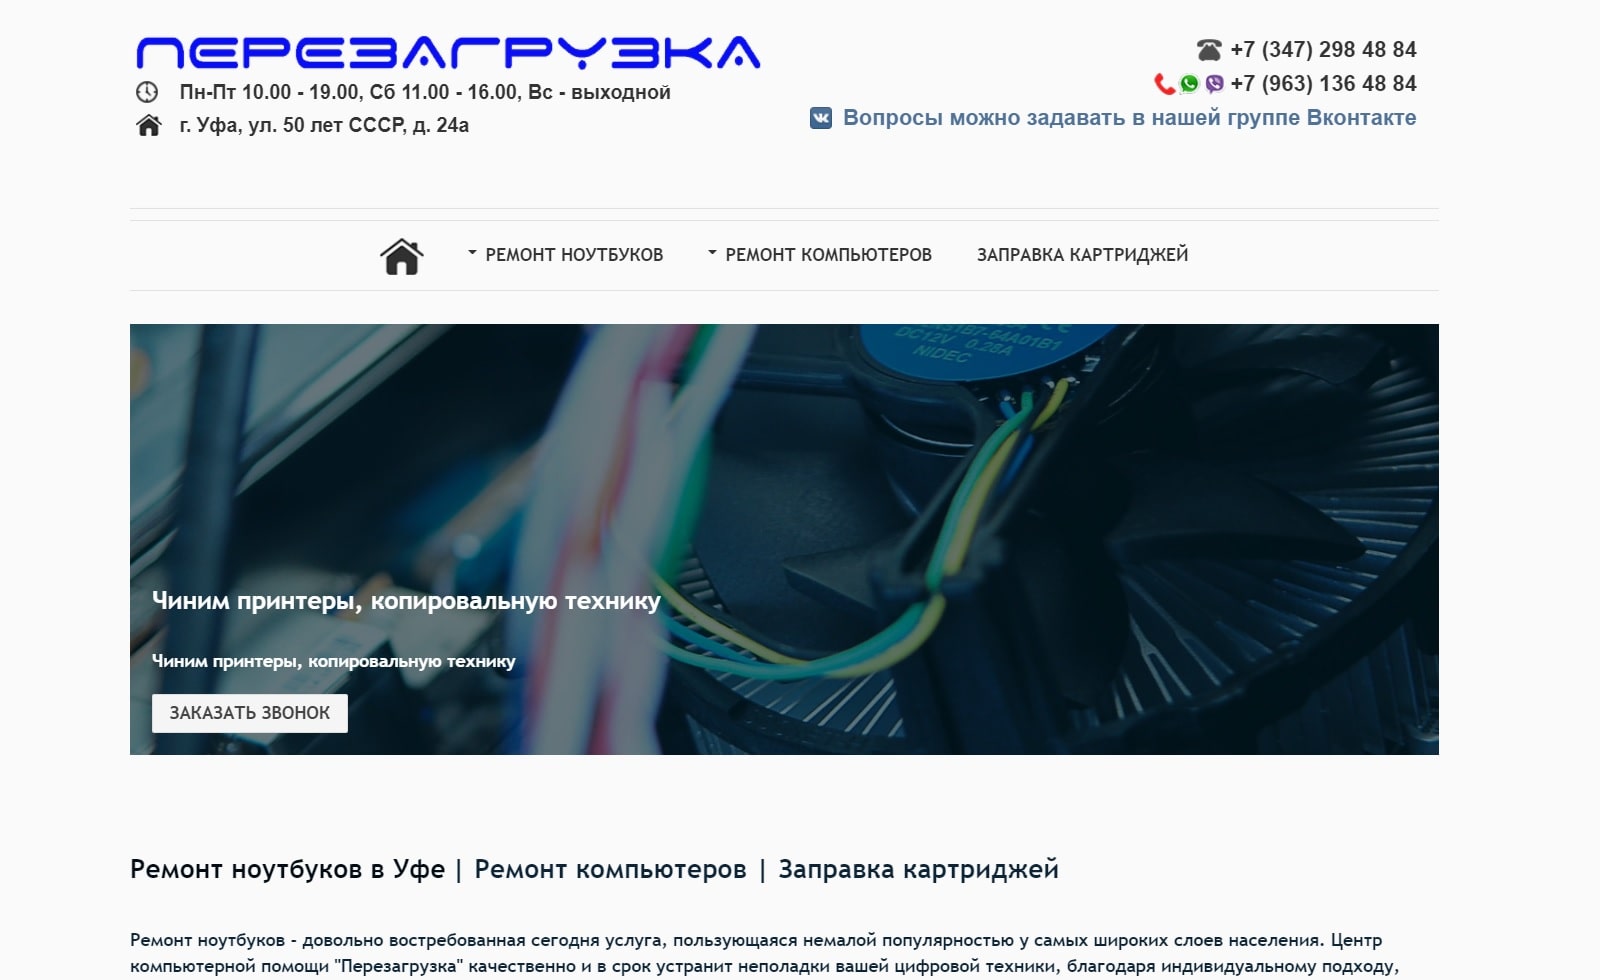 ПЕРЕЗАГРУЗКА
Пн-Пт 10.00 - 19.00, Сб 11.00 - 16.00, Вс - выходной
г. Уфа, ул. 50 лет СССР, д. 24а
+7 (347) 298 48 84
+7 (963) 136 48 84
Вопросы можно задавать в нашей группе Вконтакте
РЕМОНТ НОУТБУКОВ
РЕМОНТ КОМПЬЮТЕРОВ
ЗАПРАВКА КАРТРИДЖЕЙ
DC12V 0.28A
NIDEC
Чиним принтеры, копировальную технику
Чиним принтеры, копировальную технику
ЗАКАЗАТЬ ЗВОНОК
Ремонт ноутбуков в Уфе | Ремонт компьютеров | Заправка картриджей
Ремонт ноутбуков - довольно востребованная сегодня услуга, пользующаяся немалой популярностью у самых широких слоев населения. Центр
компьютерной помощи "Перезагрузка" качественно и в срок устранит неполадки вашей цифровой техники, благодаря индивидуальному подходу,